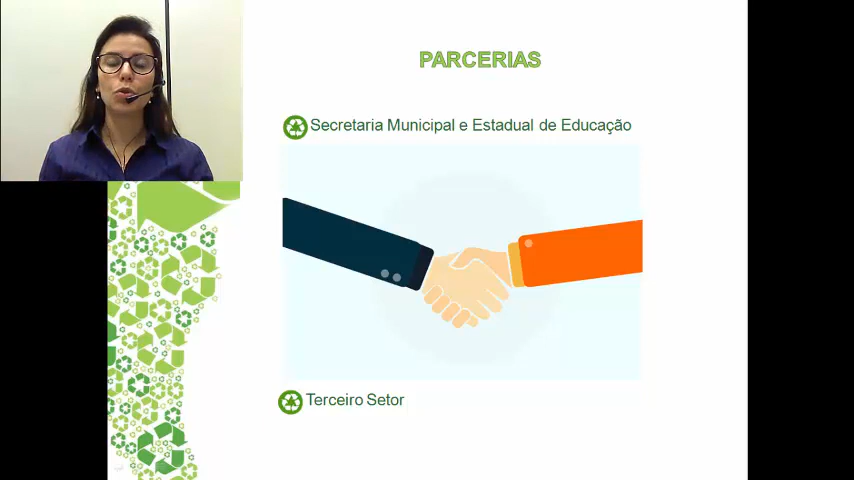 PARCERIAS
Secretaria Municipal e Estadual de Educação
Terceiro Setor